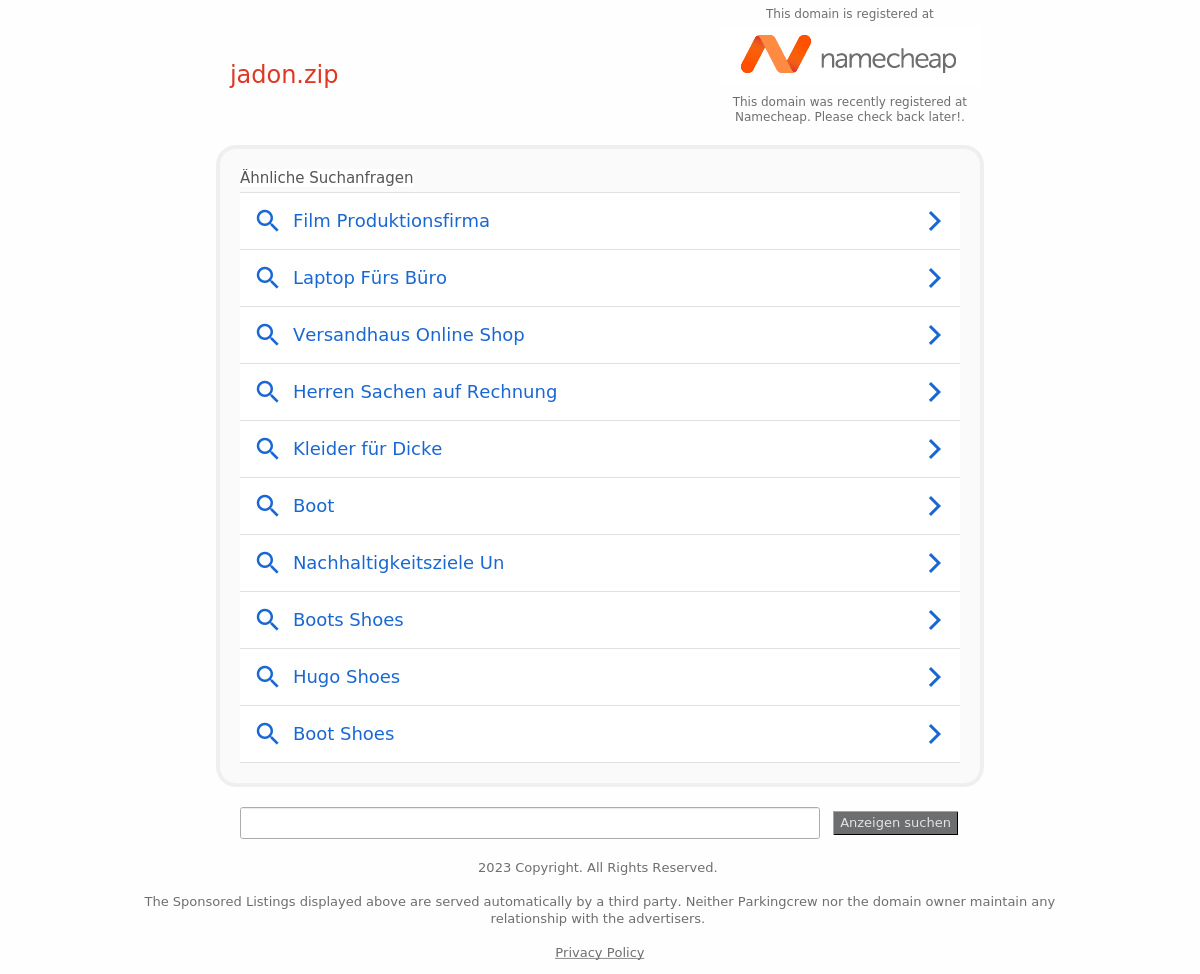 This domain is registered at
namecheap
jadon.zip
This domain was recently registered at
Namecheap. Please check back later!.
Ähnliche Suchanfragen
Film Produktionsfirma
Laptop Fürs Büro
Versandhaus Online Shop
Herren Sachen auf Rechnung
Kleider für Dicke
Boot
Nachhaltigkeitsziele Un
Boots Shoes
Hugo Shoes
Boot Shoes
Anzeigen suchen
2023 Copyright. All Rights Reserved.
The Sponsored Listings displayed above are served automatically by a third party. Neither Parkingcrew nor the domain owner maintain any
relationship with the advertisers.
Privacy Policy